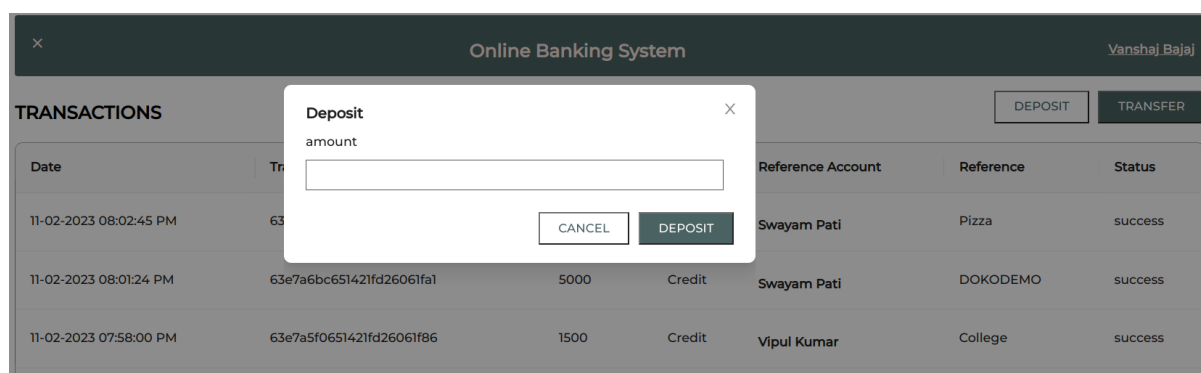 Online Banking System Vanshaj Bajaj
TRANSACTIONS DEPOSIT TRANSFER
Deposit
amount
Date Reference Account Reference Status
11-02-2023 08:02:45 PM Swayam Pati Pizza success
CANCEL DEPOSIT
11-02-2023 08:01:24 PM 63e7a6bc651421fd26061fa1 5000 Credit Swayam Pati DOKODEMO success
11-02-2023 07:58:00 PM 63e7a5f0651421fd26061f86 1500 Credit Vipul Kumar College success